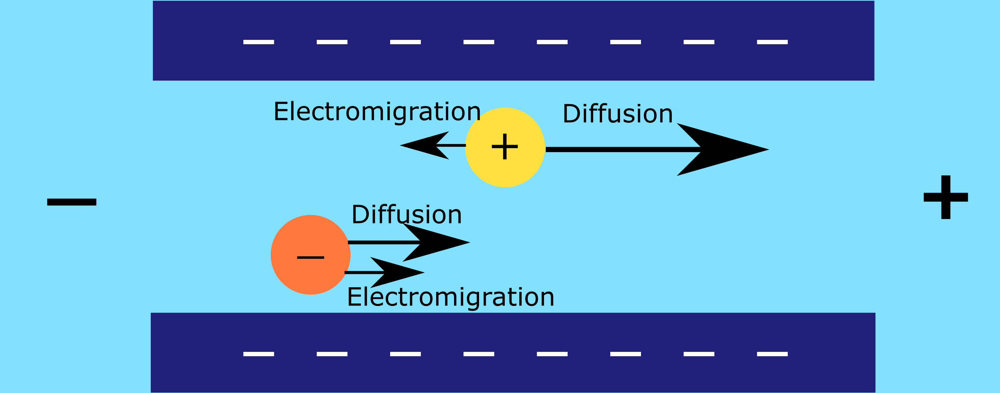 — — — — — — — —
Electromigration
Diffusion
+
— +
Diffusion
—
Electromigration
— — — — — — — —